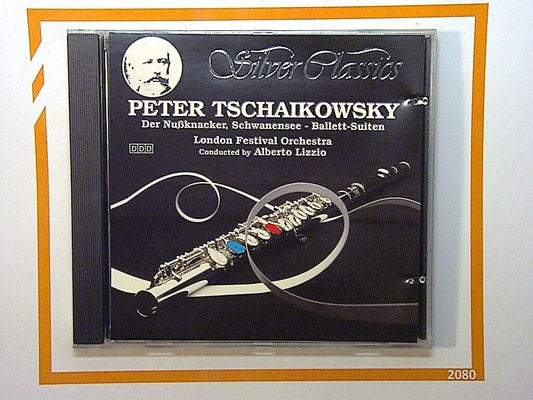 Silver Classics
PETER TSCHAIKOWSKY
Der Nußknacker, Schwanensee - Ballett-Suiten
London Festival Orchestra
Conducted by Alberto Lizzio
DDD
2080